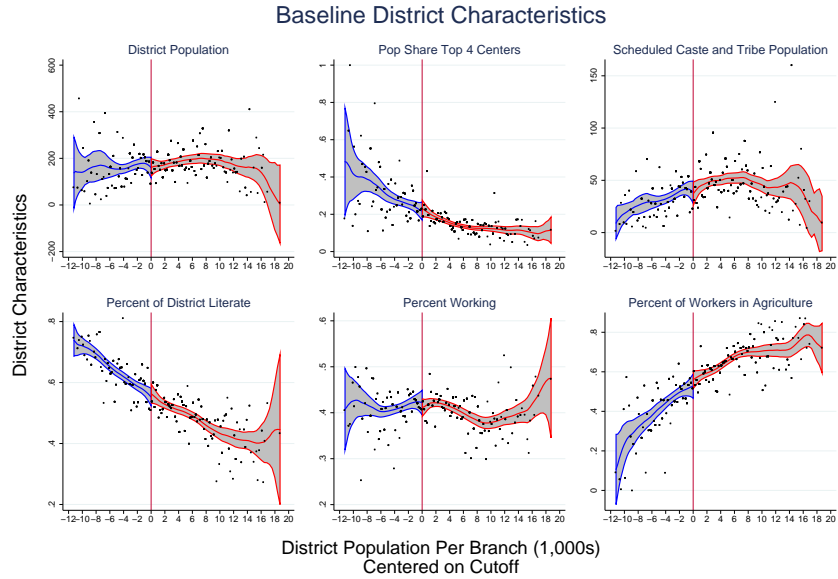 Baseline District Characteristics
District Population
Pop Share Top 4 Centers
Scheduled Caste and Tribe Population
600
400
200
0
−200
−12−10−8 −6 −4 −2 0 2 4 6 8 10 12 14 16 18 20
1
.8
.6
.4
.2
0
−12−10−8 −6 −4 −2 0 2 4 6 8 10 12 14 16 18 20
150
100
50
0
−12−10−8 −6 −4 −2 0 2 4 6 8 10 12 14 16 18 20
District Characteristics
Percent of District Literate
Percent Working
Percent of Workers in Agriculture
.8
.6
.4
.2
−12−10−8 −6 −4 −2 0 2 4 6 8 10 12 14 16 18 20
.6
.5
.4
.3
.2
−12−10−8 −6 −4 −2 0 2 4 6 8 10 12 14 16 18 20
.8
.6
.4
.2
0
−12−10−8 −6 −4 −2 0 2 4 6 8 10 12 14 16 18 20
District Population Per Branch (1,000s)
Centered on Cutoff